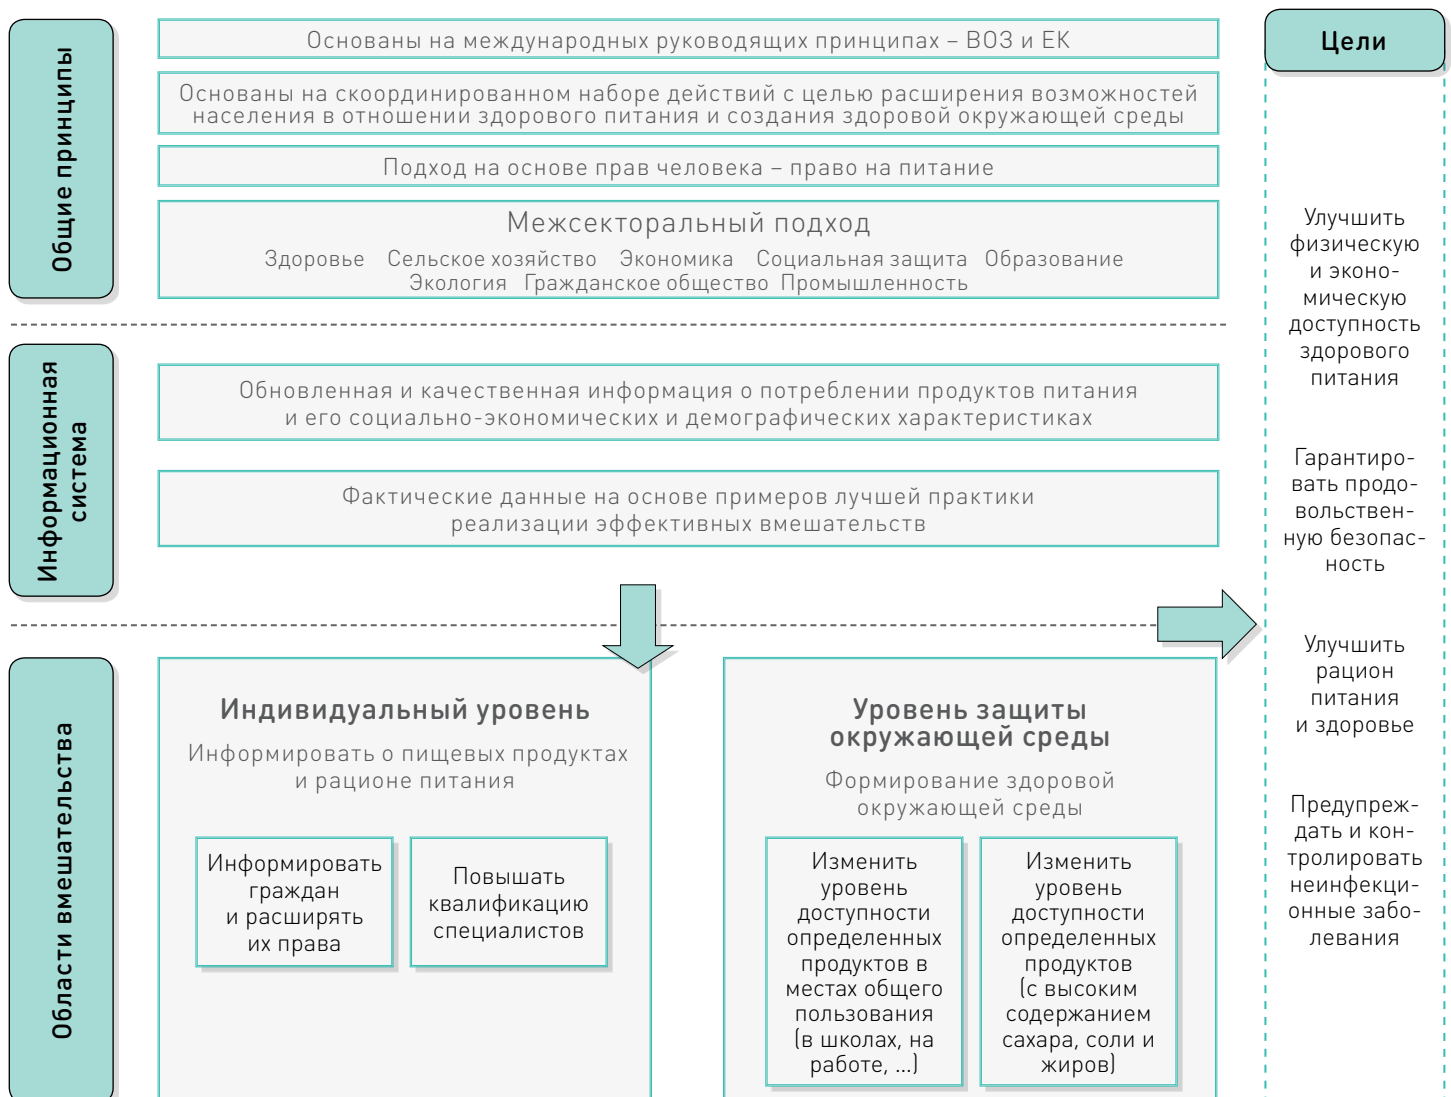 Общие принципы
Основаны на международных руководящих принципах – ВОЗ и ЕК
Основаны на скоординированном наборе действий с целью расширения возможностей
населения в отношении здорового питания и создания здоровой окружающей среды
Подход на основе прав человека – право на питание
Межсекторальный подход
Здоровье Сельское хозяйство Экономика Социальная защита Образование
Экология Гражданское общество Промышленность
Информационная
система
Обновленная и качественная информация о потреблении продуктов питания
и его социально-экономических и демографических характеристиках
Фактические данные на основе примеров лучшей практики
реализации эффективных вмешательств
Области вмешательства
Индивидуальный уровень
Информировать о пищевых продуктах
и рационе питания
Информировать
граждан
и расширять
их права
Повышать
квалификацию
специалистов
Уровень защиты
окружающей среды
Формирование здоровой
окружающей среды
Изменить
уровень
доступности
определенных
продуктов в
местах общего
пользования
(в школах, на
работе, ...)
Изменить
уровень
доступности
определенных
продуктов
(с высоким
содержанием
сахара, соли и
жиров)
Цели
Улучшить
физическую
и эконо-
мическую
доступность
здорового
питания
Гарантиро-
вать продо-
вольствен-
ную безопас-
ность
Улучшить
рацион
питания
и здоровье
Предупреж-
дать и кон-
тролировать
неинфекци-
онные забо-
левания